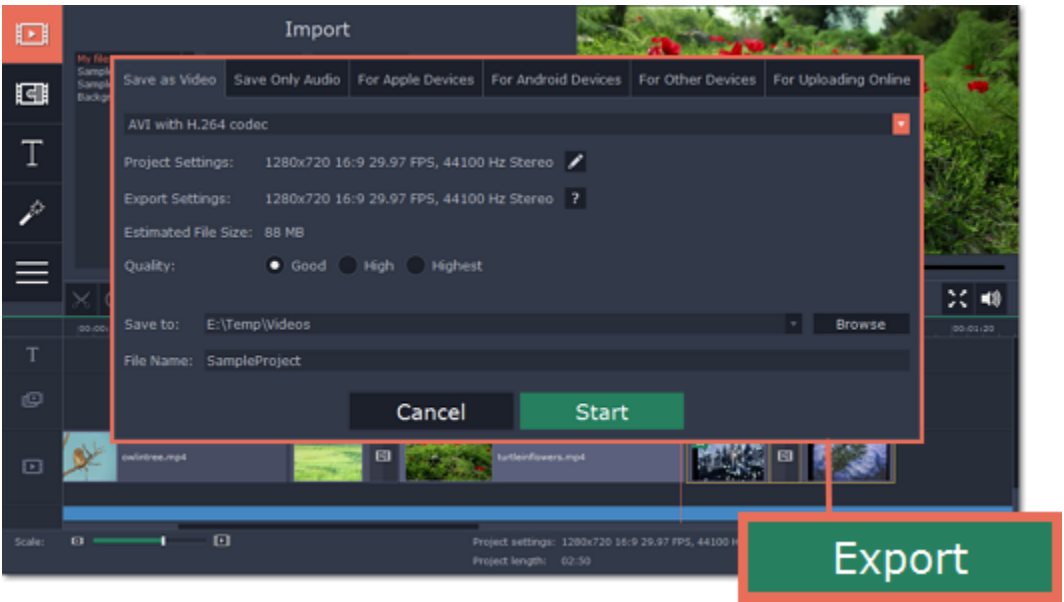 Import
My files
Save as Video Save Only Audio For Apple Devices For Android Devices For Other Devices For Uploading Online
AVI with H.264 codec
Project Settings: 1280x720 16:9 29.97 FPS, 44100 Hz Stereo
Export Settings: 1280x720 16:9 29.97 FPS, 44100 Hz Stereo ?
Estimated File Size: 88 MB
Quality: Good High Highest
Save to: E:\Temp\Videos Browse
00:01:20
T
File Name: SampleProject
Cancel Start
owlintree.mp4 turtleinflowers.mp4
Scale: Project settings: 1280x720 16:9 29.97 FPS, 44100 H
Project length: 02:50
Export